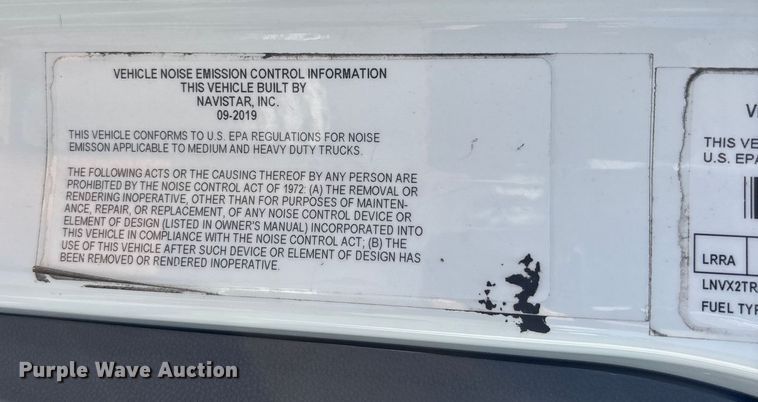 VEHICLE NOISE EMISSION CONTROL INFORMATION
THIS VEHICLE BUILT BY
NAVISTAR, INC.
09-2019
THIS VEHICLE CONFORMS TO U.S. EPA REGULATIONS FOR NOISE
EMISSON APPLICABLE TO MEDIUM AND HEAVY DUTY TRUCKS.
THE FOLLOWING ACTS OR THE CAUSING THEREOF BY ANY PERSON ARE
PROHIBITED BY THE NOISE CONTROL ACT OF 1972: (A) THE REMOVAL OR
RENDERING INOPERATIVE, OTHER THAN FOR PURPOSES OF MAINTEN-
ANCE, REPAIR, OR REPLACEMENT, OF ANY NOISE CONTROL DEVICE OR
ELEMENT OF DESIGN (LISTED IN OWNER'S MANUAL) INCORPORATED INTO
THIS VEHICLE IN COMPLIANCE WITH THE NOISE CONTROL ACT; (B) THE
USE OF THIS VEHICLE AFTER SUCH DEVICE OR ELEMENT OF DESIGN HAS
BEEN REMOVED OR RENDERED INOPERATIVE.
THIS VE
U.S. EPA
LRRA
LNVX2TR
FUEL TYP
Purple Wave Auction